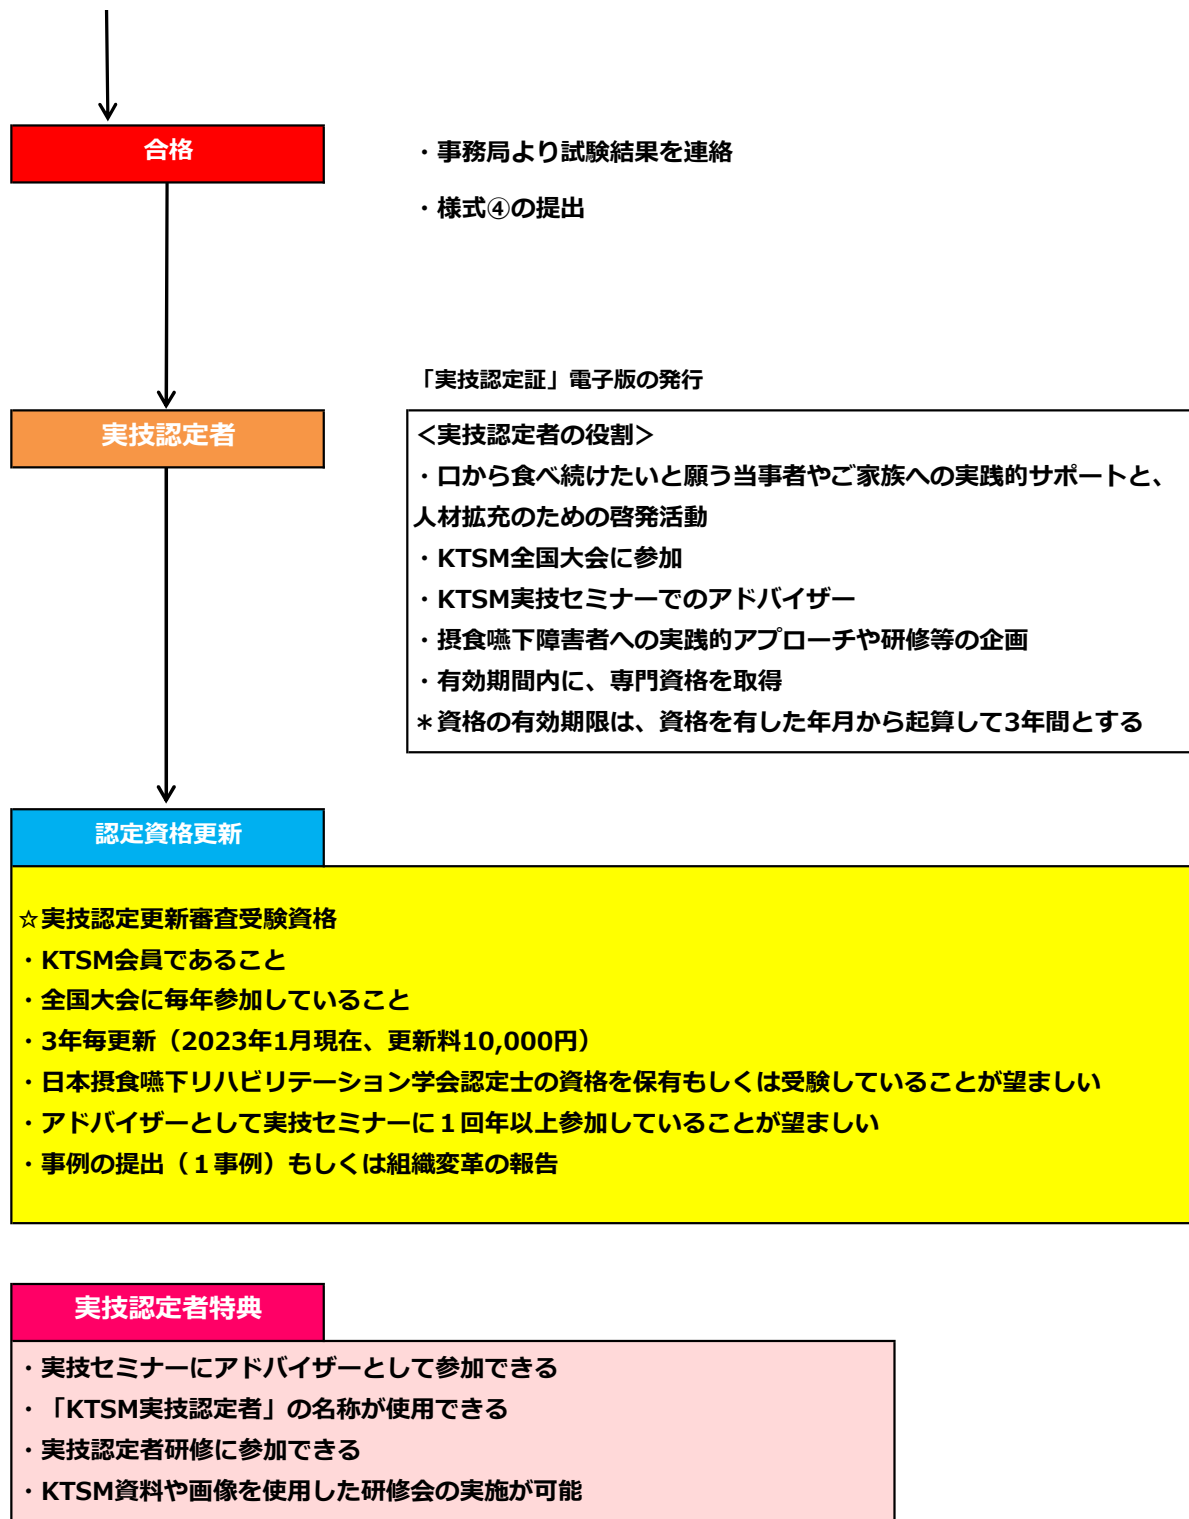 合格
・事務局より試験結果を連絡
・様式④の提出
「実技認定証」電子版の発行
実技認定者
＜実技認定者の役割＞
・口から食べ続けたいと願う当事者やご家族への実践的サポートと、
人材拡充のための啓発活動
・KTSM全国大会に参加
・KTSM実技セミナーでのアドバイザー
・摂食嚥下障害者への実践的アプローチや研修等の企画
・有効期間内に、専門資格を取得
＊資格の有効期限は、資格を有した年月から起算して3年間とする
認定資格更新
☆実技認定更新審査受験資格
・KTSM会員であること
・全国大会に毎年参加していること
・3年毎更新（2023年1月現在、更新料10,000円）
・日本摂食嚥下リハビリテーション学会認定士の資格を保有もしくは受験していることが望ましい
・アドバイザーとして実技セミナーに１回年以上参加していることが望ましい
・事例の提出（１事例）もしくは組織変革の報告
実技認定者特典
・実技セミナーにアドバイザーとして参加できる
・「KTSM実技認定者」の名称が使用できる
・実技認定者研修に参加できる
・KTSM資料や画像を使用した研修会の実施が可能